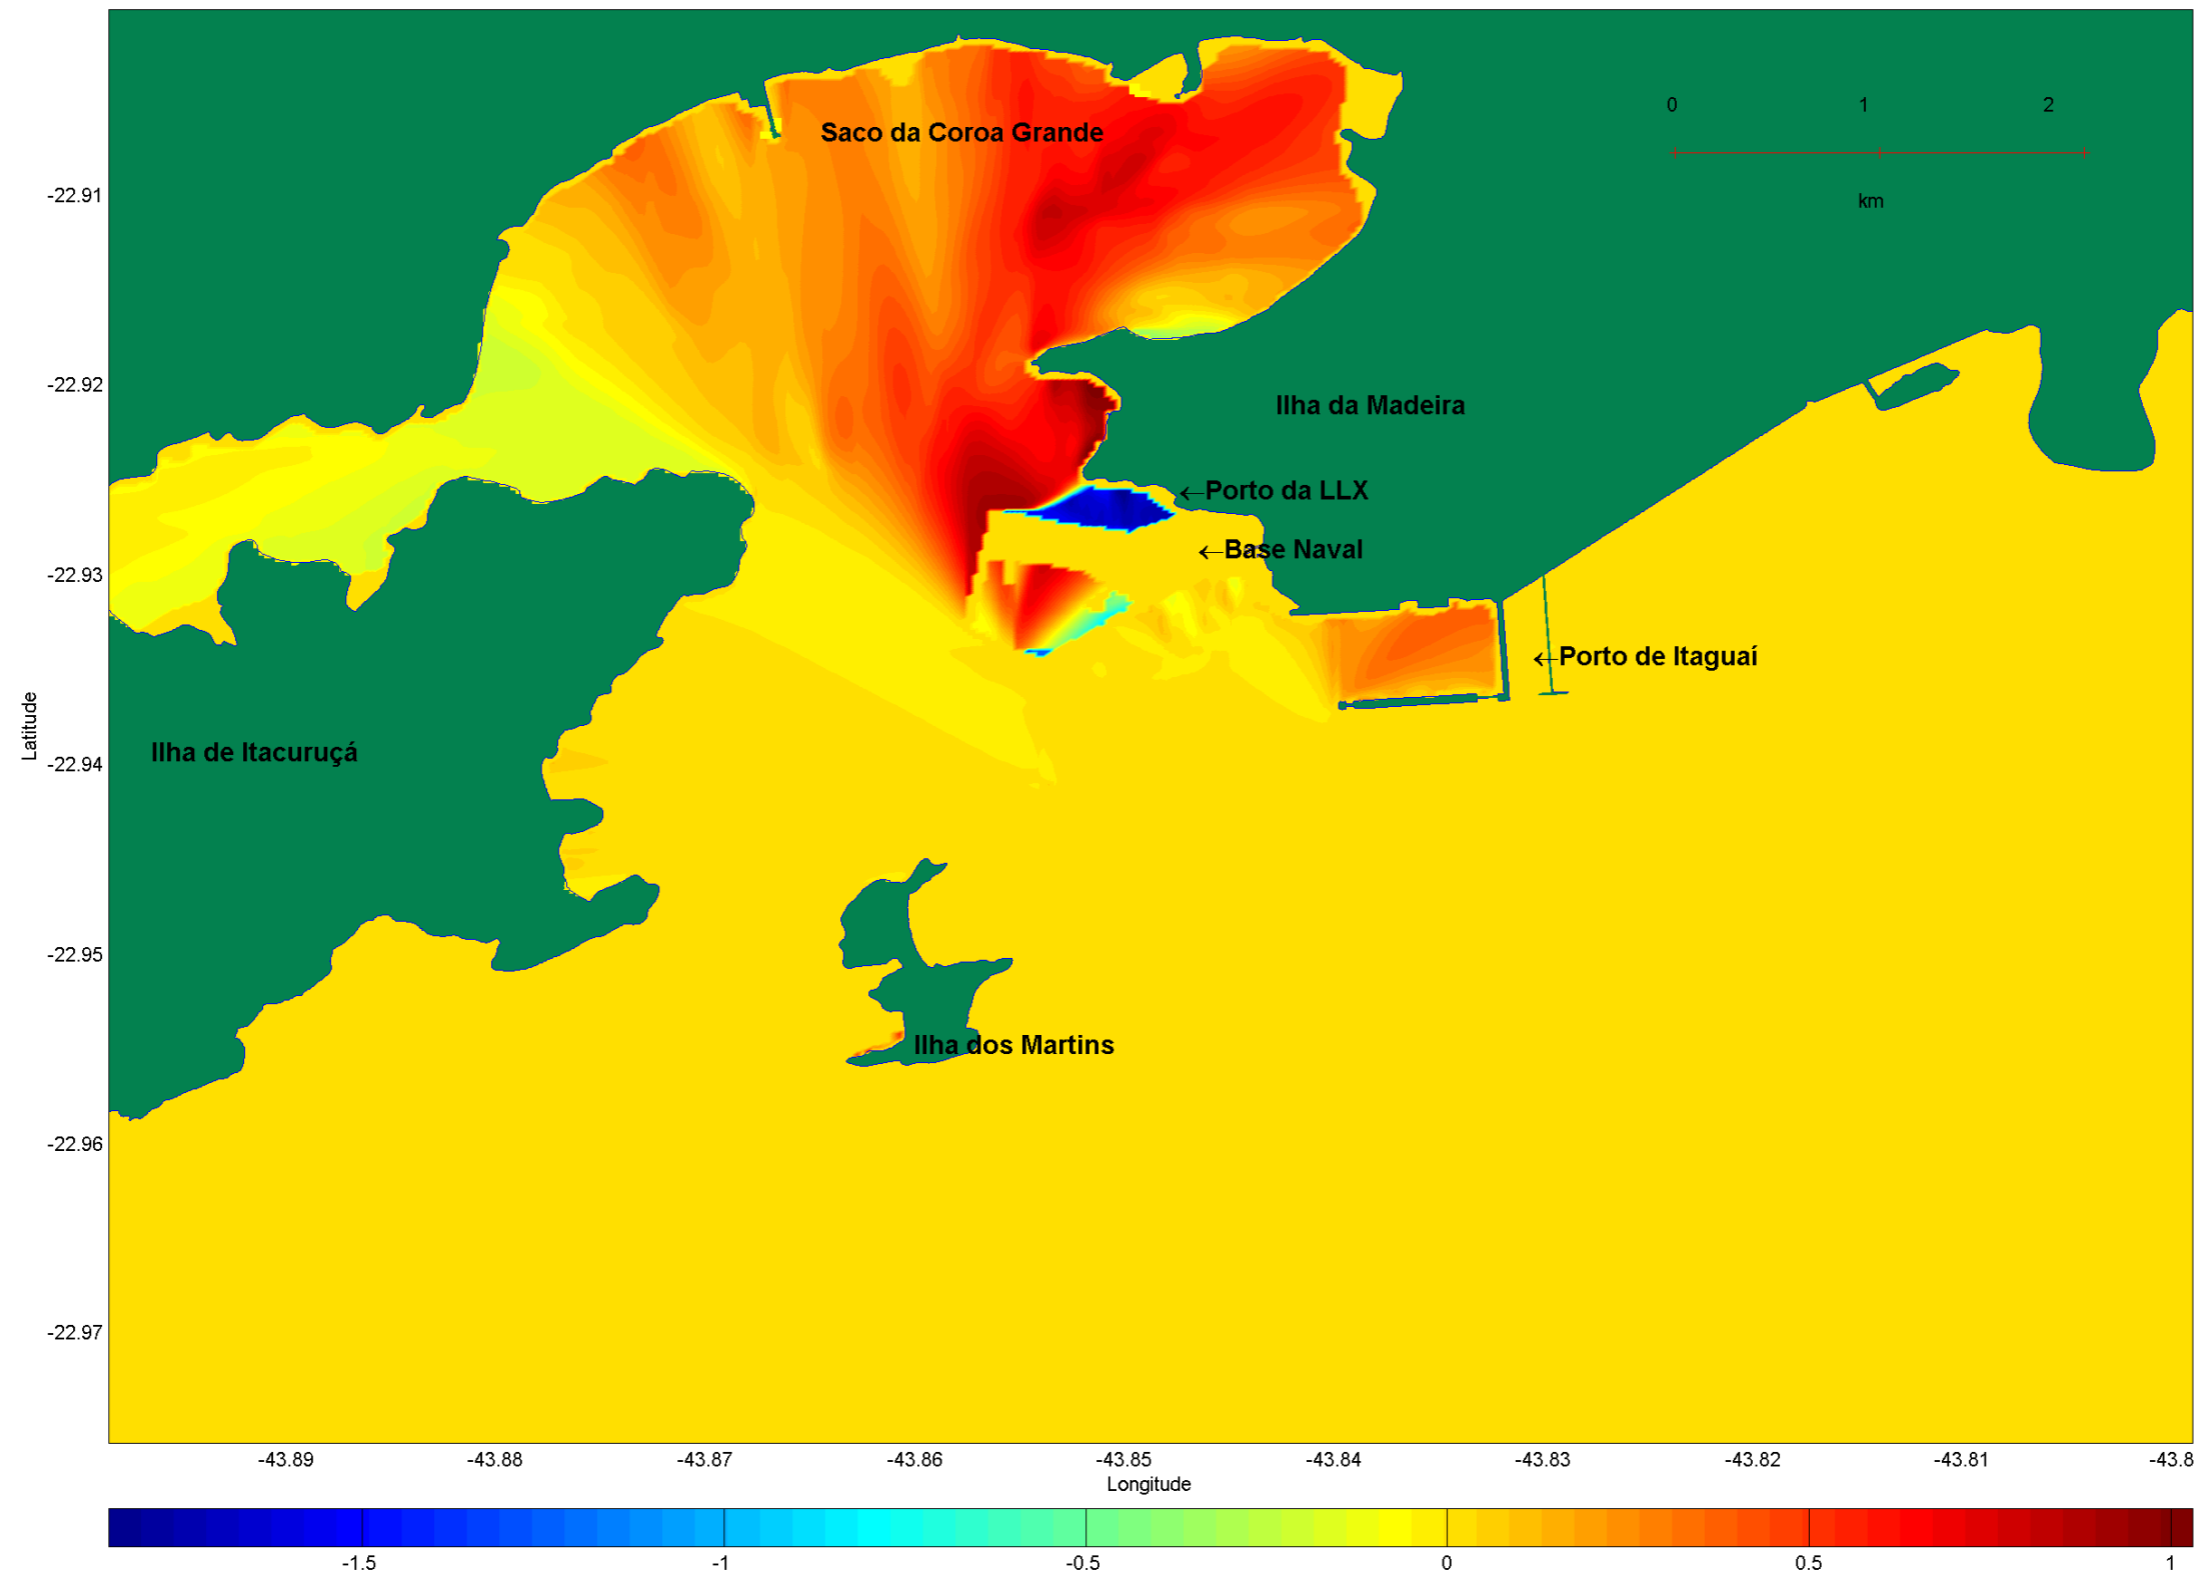 Saco da Coroa Grande
0 1 2
km
-22.91
-22.92
-22.93
-22.94
-22.95
-22.96
-22.97
Latitude
Ilha da Madeira
←Porto da LLX
←Base Naval
←Porto de Itaguaí
Ilha de Itacuruçá
Ilha dos Martins
-43.89 -43.88 -43.87 -43.86 -43.85 -43.84 -43.83 -43.82 -43.81 -43.8
Longitude
-1.5 -1 -0.5 0 0.5 1